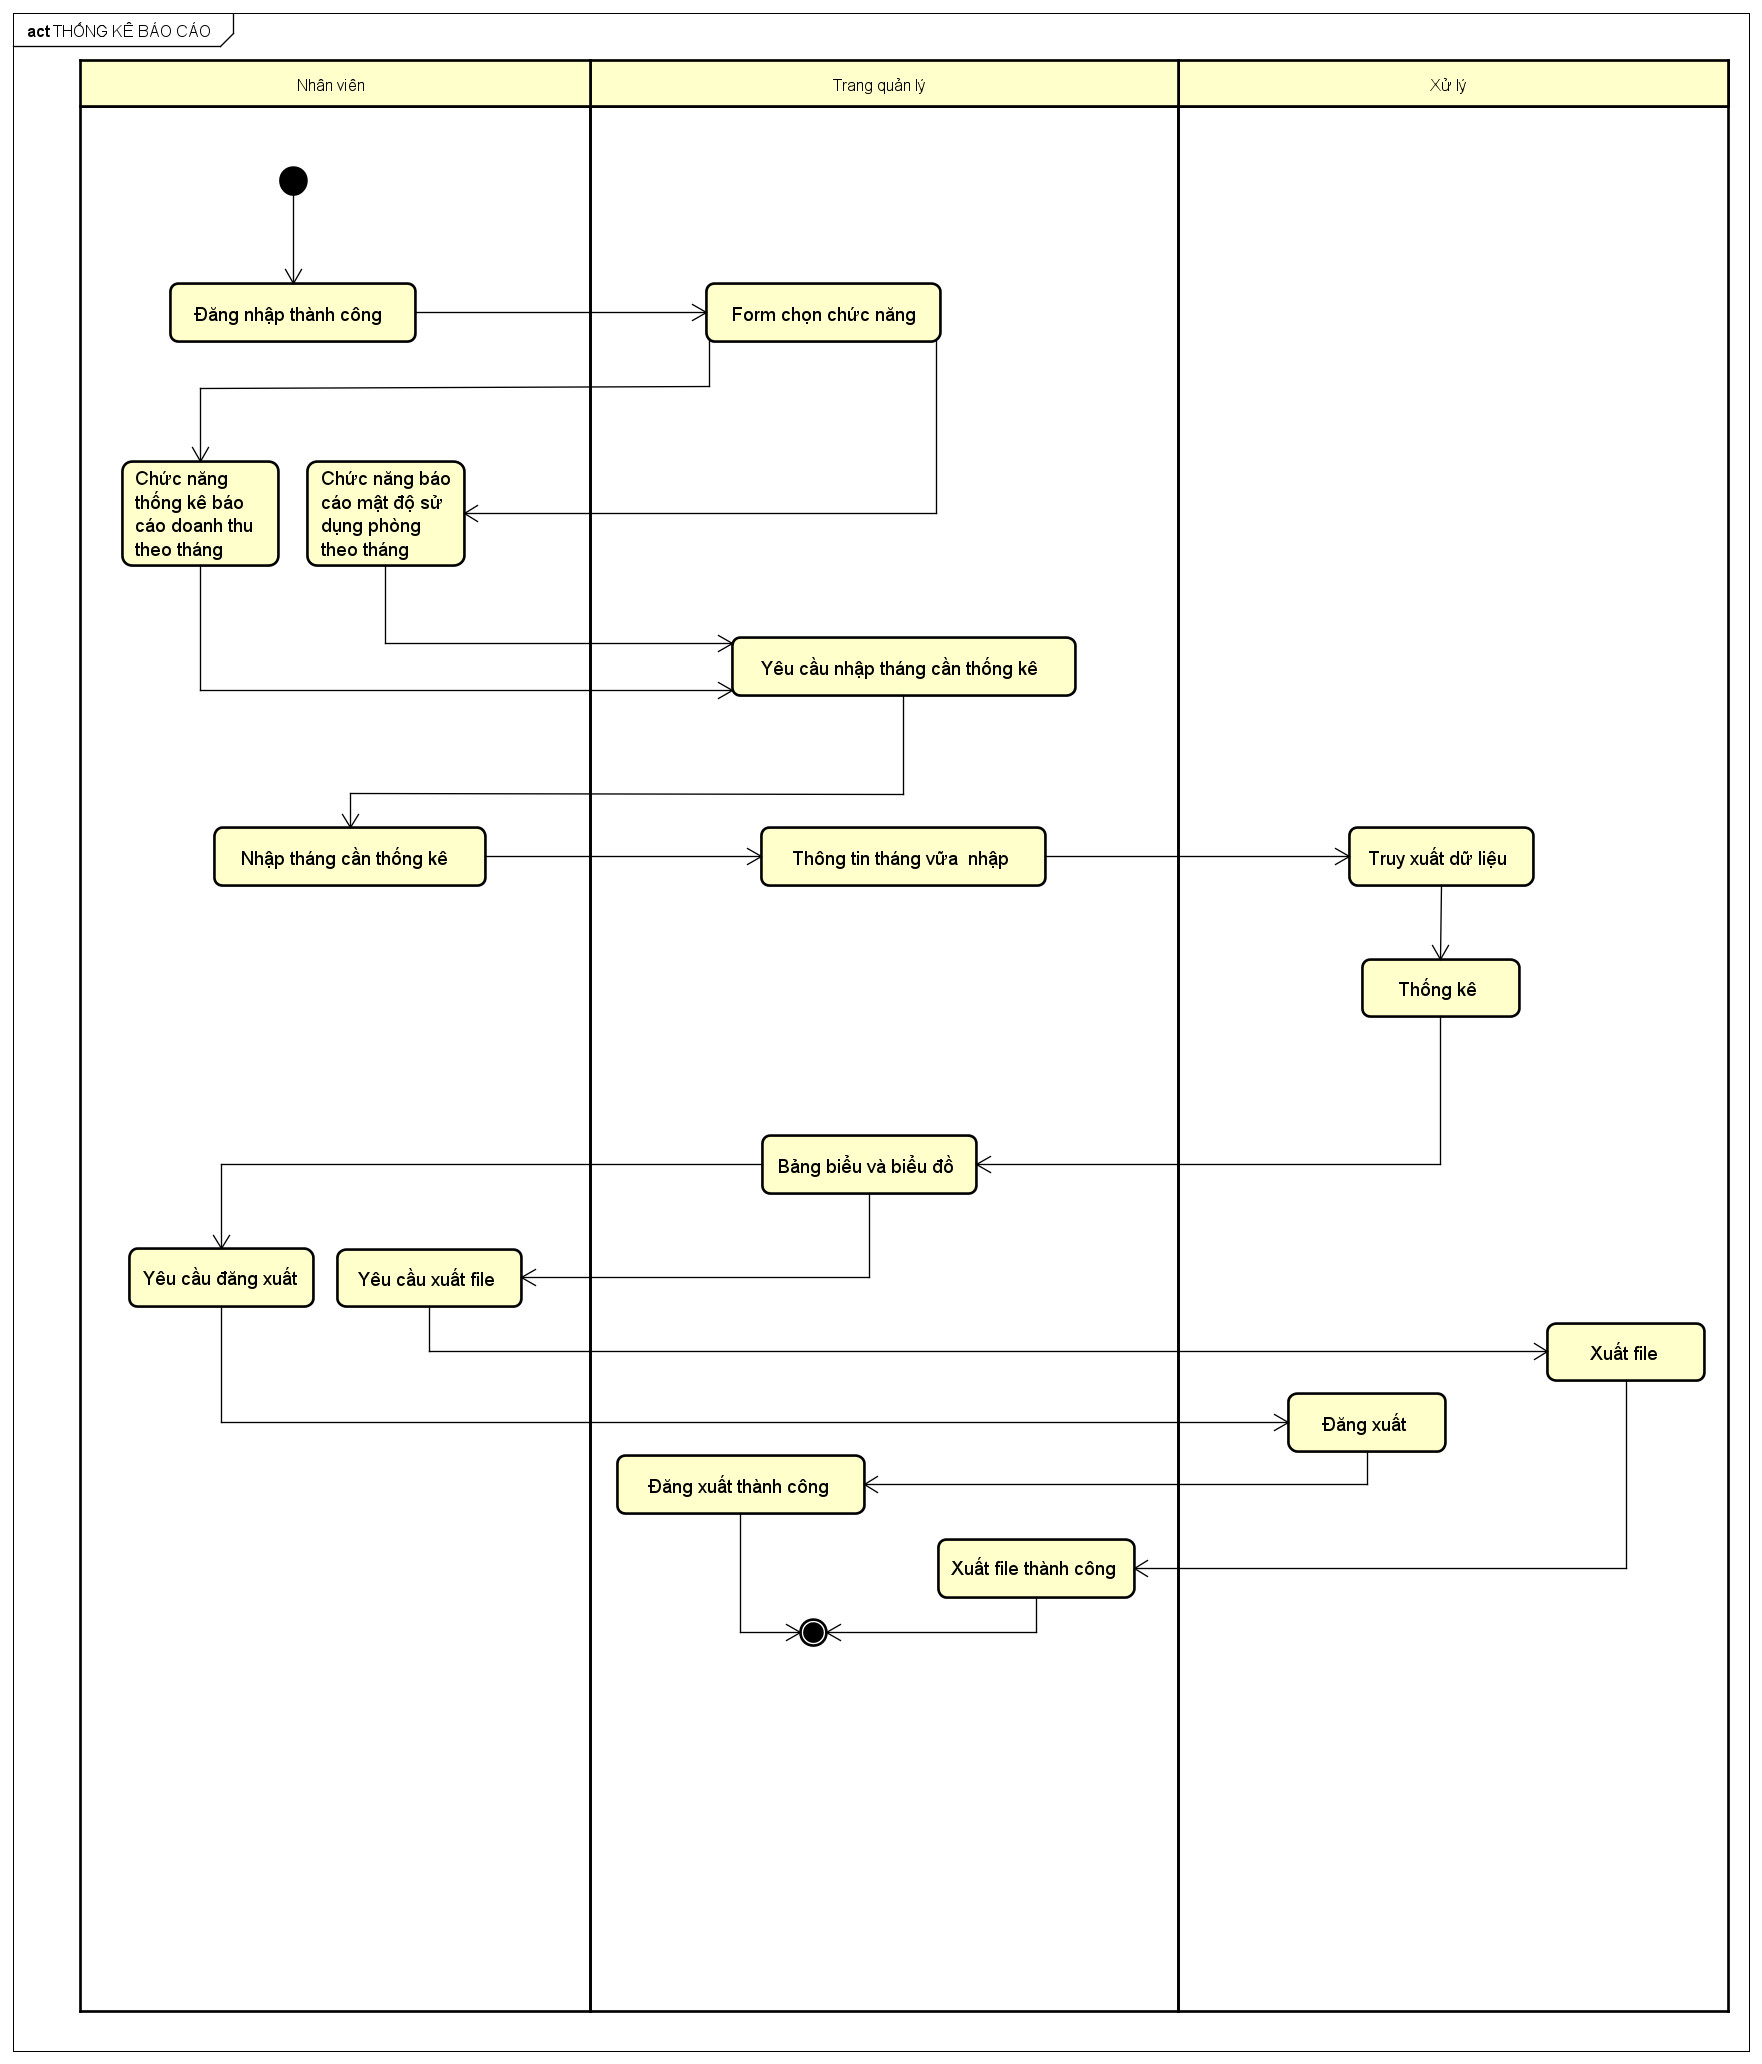 act THỐNG KÊ BÁO CÁO
Nhân viên
Trang quản lý
Xử lý
Đăng nhập thành công
Form chọn chức năng
Chức năng
thống kê báo
cáo doanh thu
theo tháng
Chức năng báo
cáo mật độ sử
dụng phòng
theo tháng
Yêu cầu nhập tháng cần thống kê
Nhập tháng cần thống kê
Thông tin tháng vữa  nhập
Truy xuất dữ liệu
Thống kê
Bảng biểu và biểu đồ
Yêu cầu đăng xuất
Yêu cầu xuất file
Xuất file
Đăng xuất
Đăng xuất thành công
Xuất file thành công